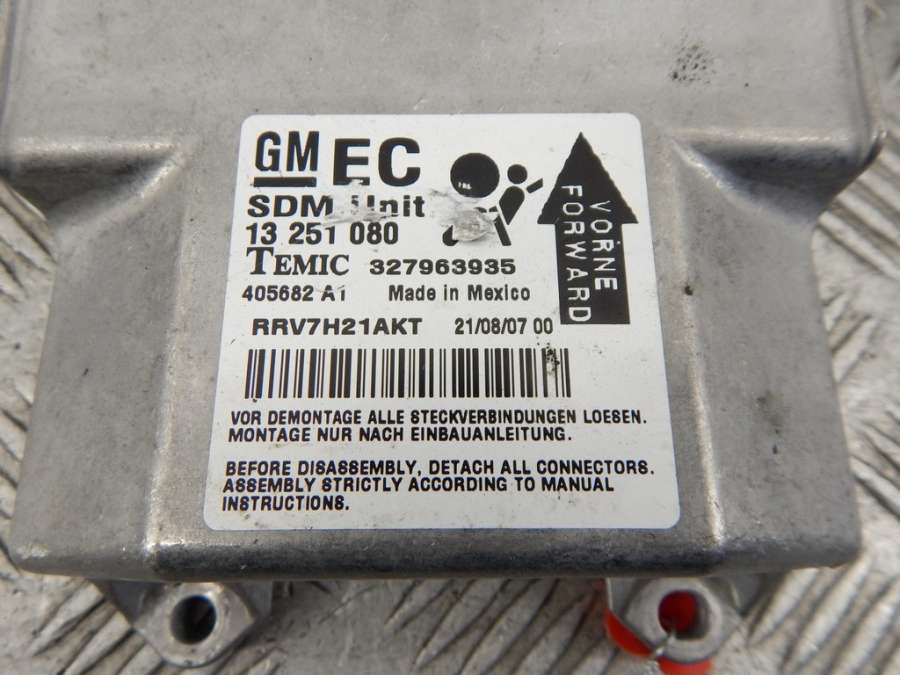 GM EC
SDM Unit
13 251 080
TEMIC 327963935
405682 A1 Made in Mexico
RRV7H21AKT 21/08/07 00
VORNE
FORWARD
VOR DEMONTAGE ALLE STECKVERBINDUNGEN LOESEN.
MONTAGE NUR NACH EINBAUANLEITUNG.
BEFORE DISASSEMBLY, DETACH ALL CONNECTORS.
ASSEMBLY STRICTLY ACCORDING TO MANUAL
INSTRUCTIONS.